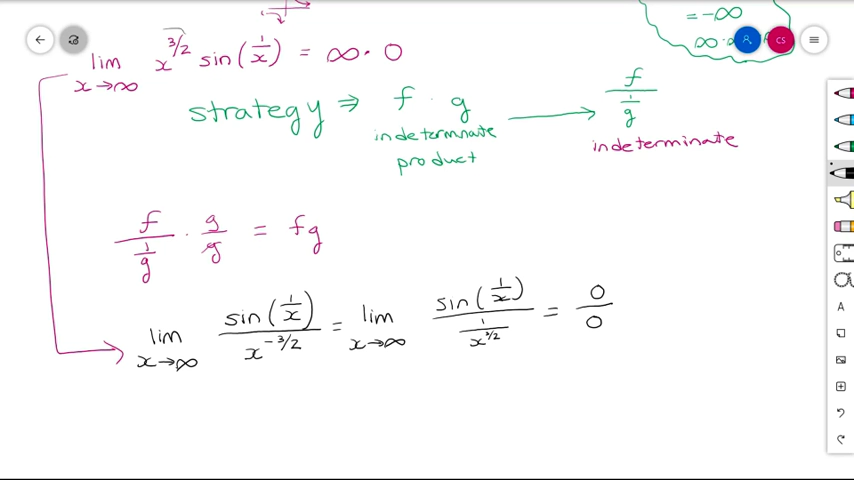 = -∞
lim x→∞ x^{3/2} sin(1/x) = ∞ · 0
∞ ·
CS
strategy ⇒ f · g → f/(1/g)
indeterminate product
indeterminate
f/(1/g) · g/g = fg
lim x→∞ sin(1/x)/x^{-3/2} = lim x→∞ sin(1/x)/(1/x^{3/2}) = 0/0
A